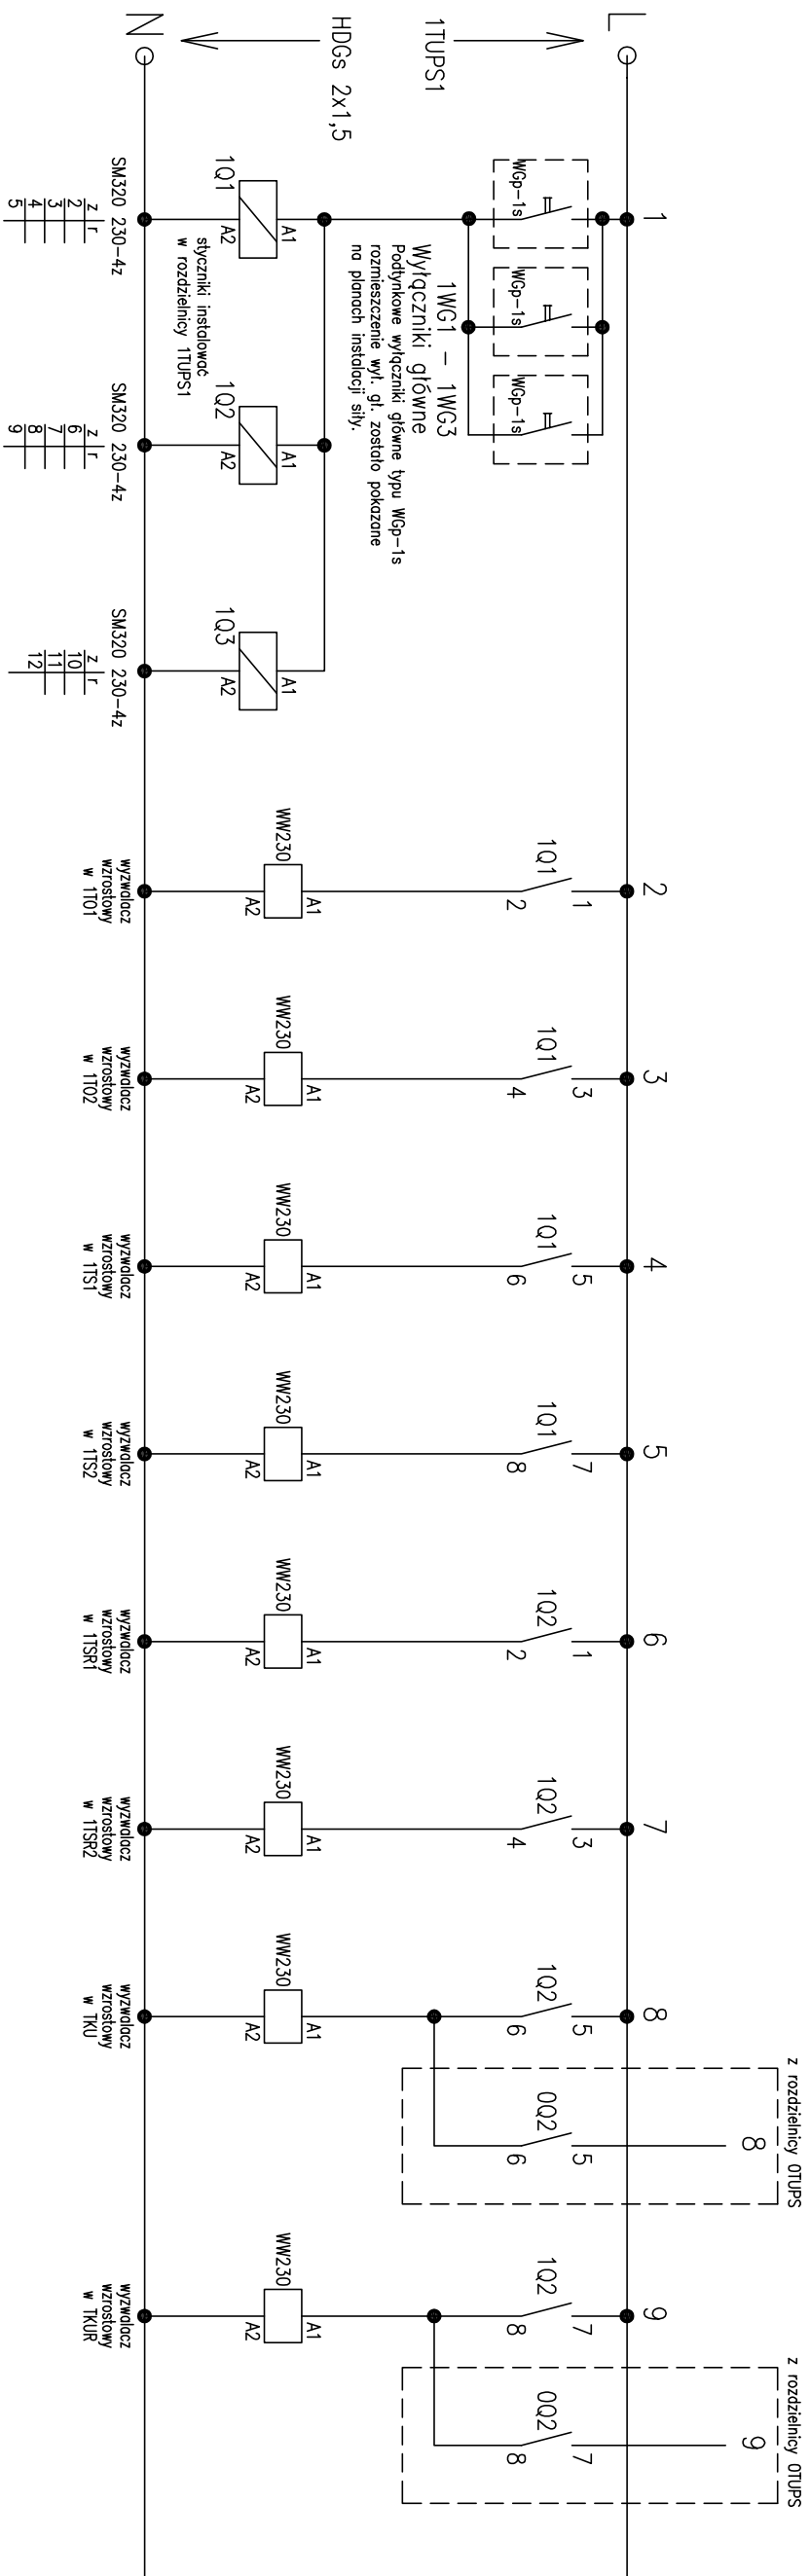 L
1TUPS1
HDGs 2x1,5
N
1
WGp-1s
WGp-1s
WGp-1s
1WG1 - 1WG3
Wyłączniki główne
Podtynkowe wyłączniki główne typu WGp-1s
rozmieszczenie wył. gł. zostało pokazane
na planach instalacji siły.
1Q1
A1
A2
styczniki instalować
w rozdzielnicy 1TUPS1
SM320 230-4z
z r
2
3
4
5
1Q2
A1
A2
SM320 230-4z
z r
6
7
8
9
1Q3
A1
A2
SM320 230-4z
z r
10
11
12
2
1Q1
1
2
WW230
A1
A2
wyzwalacz
wzrostowy
w 1TO1
3
1Q1
3
4
WW230
A1
A2
wyzwalacz
wzrostowy
w 1TO2
4
1Q1
5
6
WW230
A1
A2
wyzwalacz
wzrostowy
w 1TS1
5
1Q1
7
8
WW230
A1
A2
wyzwalacz
wzrostowy
w 1TS2
6
1Q2
1
2
WW230
A1
A2
wyzwalacz
wzrostowy
w 1TSR1
7
1Q2
3
4
WW230
A1
A2
wyzwalacz
wzrostowy
w 1TSR2
8
1Q2
5
6
WW230
A1
A2
wyzwalacz
wzrostowy
w TKU
z rozdzielnicy 0TUPS
8
0Q2
5
6
9
1Q2
7
8
WW230
A1
A2
wyzwalacz
wzrostowy
w TKUR
z rozdzielnicy 0TUPS
9
0Q2
7
8